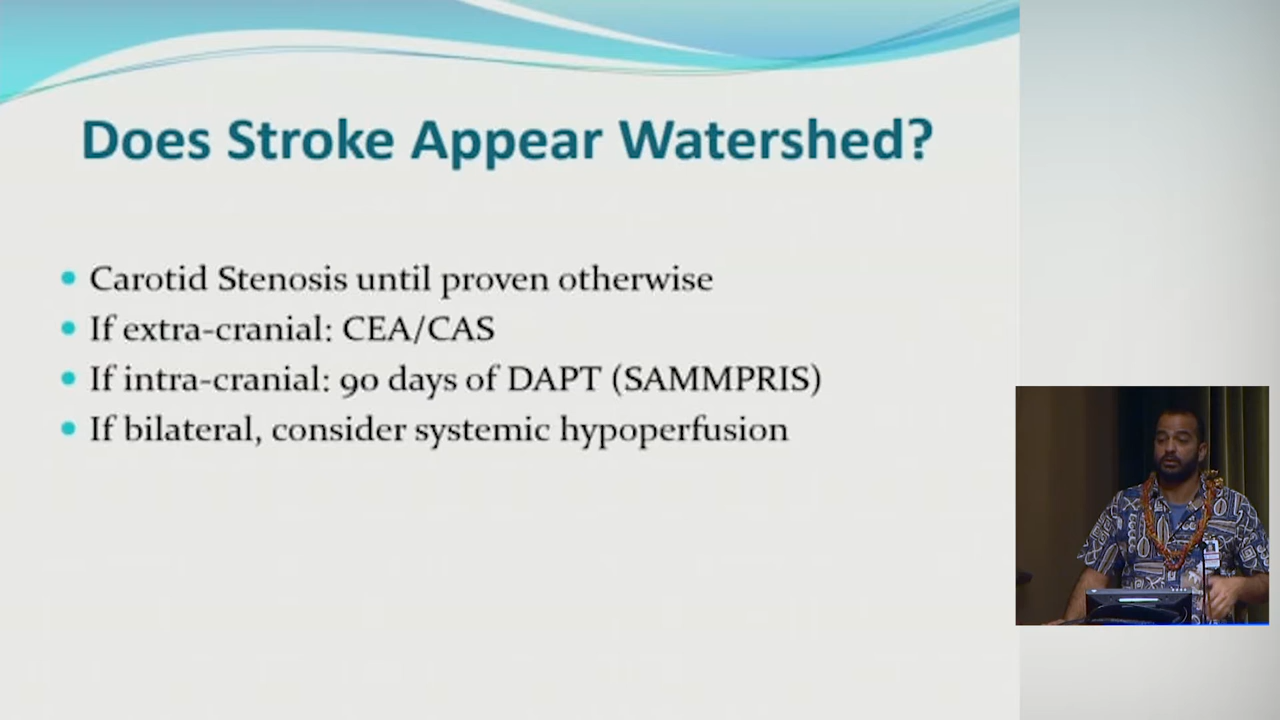 Does Stroke Appear Watershed?
Carotid Stenosis until proven otherwise
If extra-cranial: CEA/CAS
If intra-cranial: 90 days of DAPT (SAMMPRIS)
If bilateral, consider systemic hypoperfusion